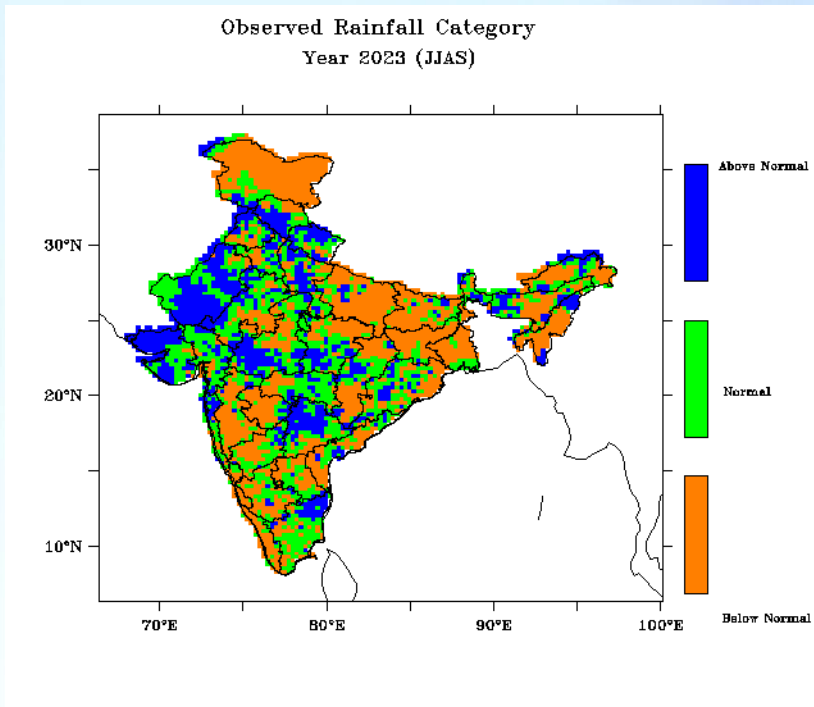 Observed Rainfall Category
Year 2023 (JJAS)
Above Normal
30°N
Normal
20°N
10°N
Below Normal
70°E
80°E
90°E
100°E